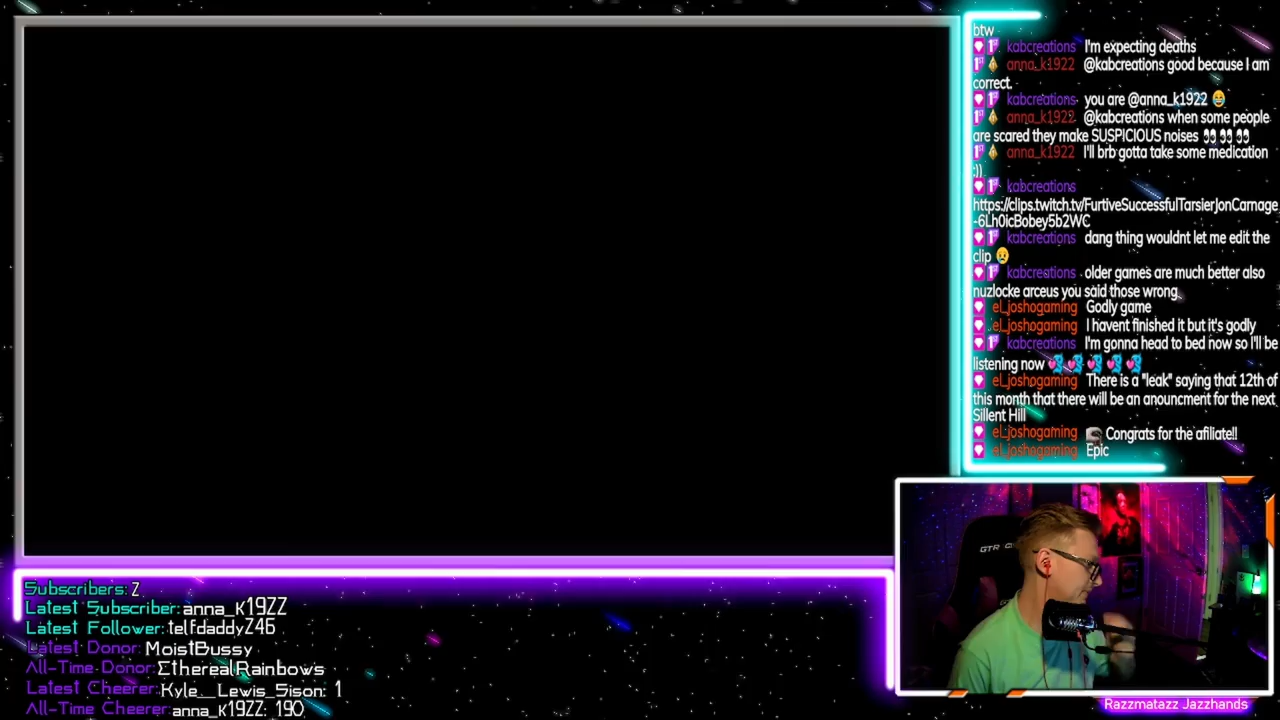 btw
kabcreations I'm expecting deaths
anna_k1922 @kabcreations good because I am
correct.
kabcreations you are @anna_k1922 😂
anna_k1922 @kabcreations when some people
are scared they make SUSPICIOUS noises 👀👀👀
anna_k1922 I'll brb gotta take some medication
:))
kabcreations
https://clips.twitch.tv/FurtiveSuccessfulTarsierJonCarnage
-6Lh0icBobey5b2WC
kabcreations dang thing wouldnt let me edit the
clip 😢
kabcreations older games are much better also
nuzlocke arceus you said those wrong
el_joshogaming Godly game
el_joshogaming I havent finished it but it's godly
kabcreations I'm gonna head to bed now so I'll be
listening now
el_joshogaming There is a "leak" saying that 12th of
this month that there will be an anouncment for the next
Sillent Hill
el_joshogaming Congrats for the afiliate!!
el_joshogaming Epic
GTR
Subscribers: 2
Latest Subscriber: anna_k1922
Latest Follower: telfdaddy246
Latest Donor: MoistBussy
All-Time Donor: EtherealRainbows
Latest Cheerer: Kyle__Lewis_Sison: 1
All-Time Cheerer: anna_k1922: 190
Razzmatazz Jazzhands